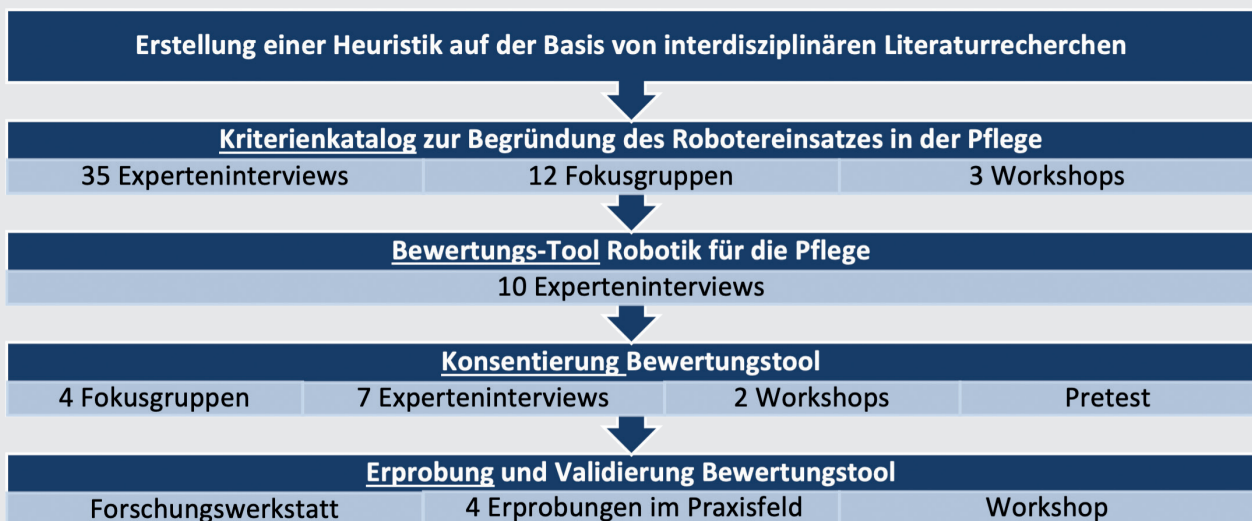 Erstellung einer Heuristik auf der Basis von interdisziplinären Literaturrecherchen
Kriterienkatalog zur Begründung des Robotereinsatzes in der Pflege
35 Experteninterviews 12 Fokusgruppen 3 Workshops
Bewertungs-Tool Robotik für die Pflege
10 Experteninterviews
Konsentierung Bewertungstool
4 Fokusgruppen 7 Experteninterviews 2 Workshops Pretest
Erprobung und Validierung Bewertungstool
Forschungswerkstatt 4 Erprobungen im Praxisfeld Workshop